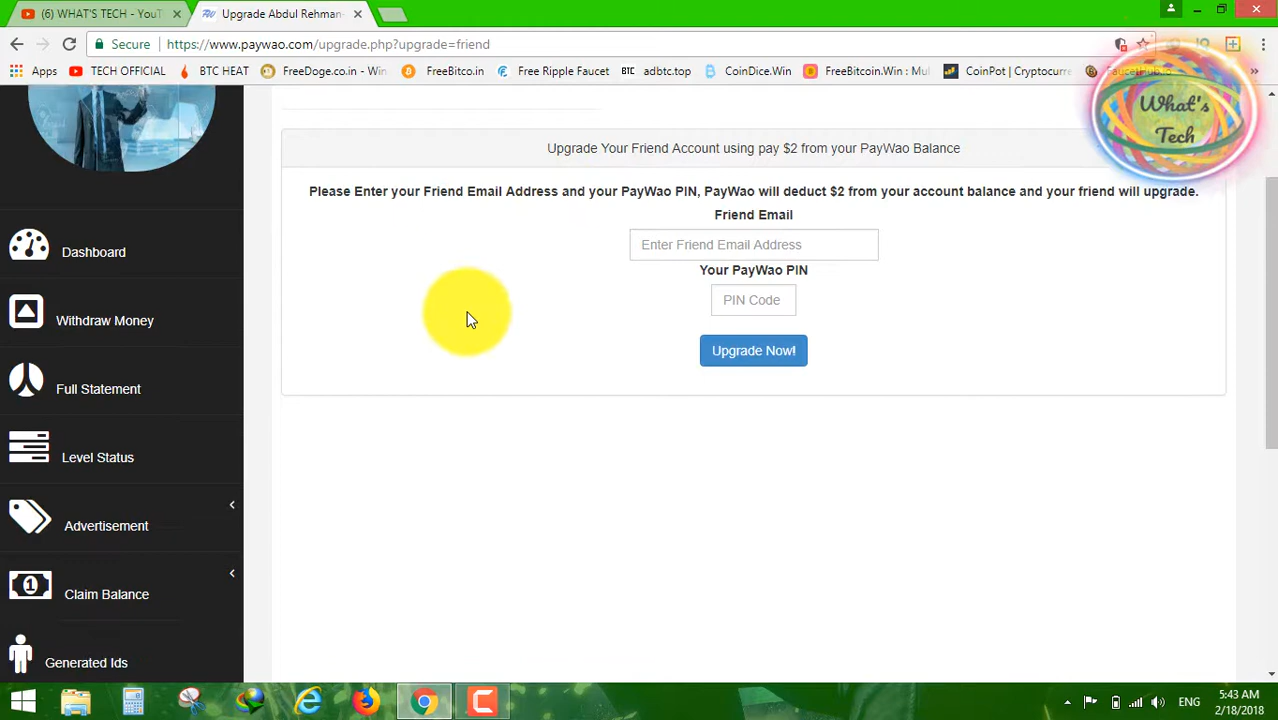 (6) WHAT'S TECH - YouT
Upgrade Abdul Rehman-
Secure
https://www.paywao.com/upgrade.php?upgrade=friend
Apps
TECH OFFICIAL
BTC HEAT
FreeDoge.co.in - Win
FreeBitco.in
Free Ripple Faucet
BTC adbtc.top
CoinDice.Win
FreeBitcoin.Win : Mul
CoinPot | Cryptocurre
FaucetHub.io
What's
Tech
Upgrade Your Friend Account using pay $2 from your PayWao Balance
Please Enter your Friend Email Address and your PayWao PIN, PayWao will deduct $2 from your account balance and your friend will upgrade.
Friend Email
Enter Friend Email Address
Your PayWao PIN
PIN Code
Upgrade Now!
Dashboard
Withdraw Money
Full Statement
Level Status
Advertisement
Claim Balance
Generated Ids
ENG
5:43 AM
2/18/2018